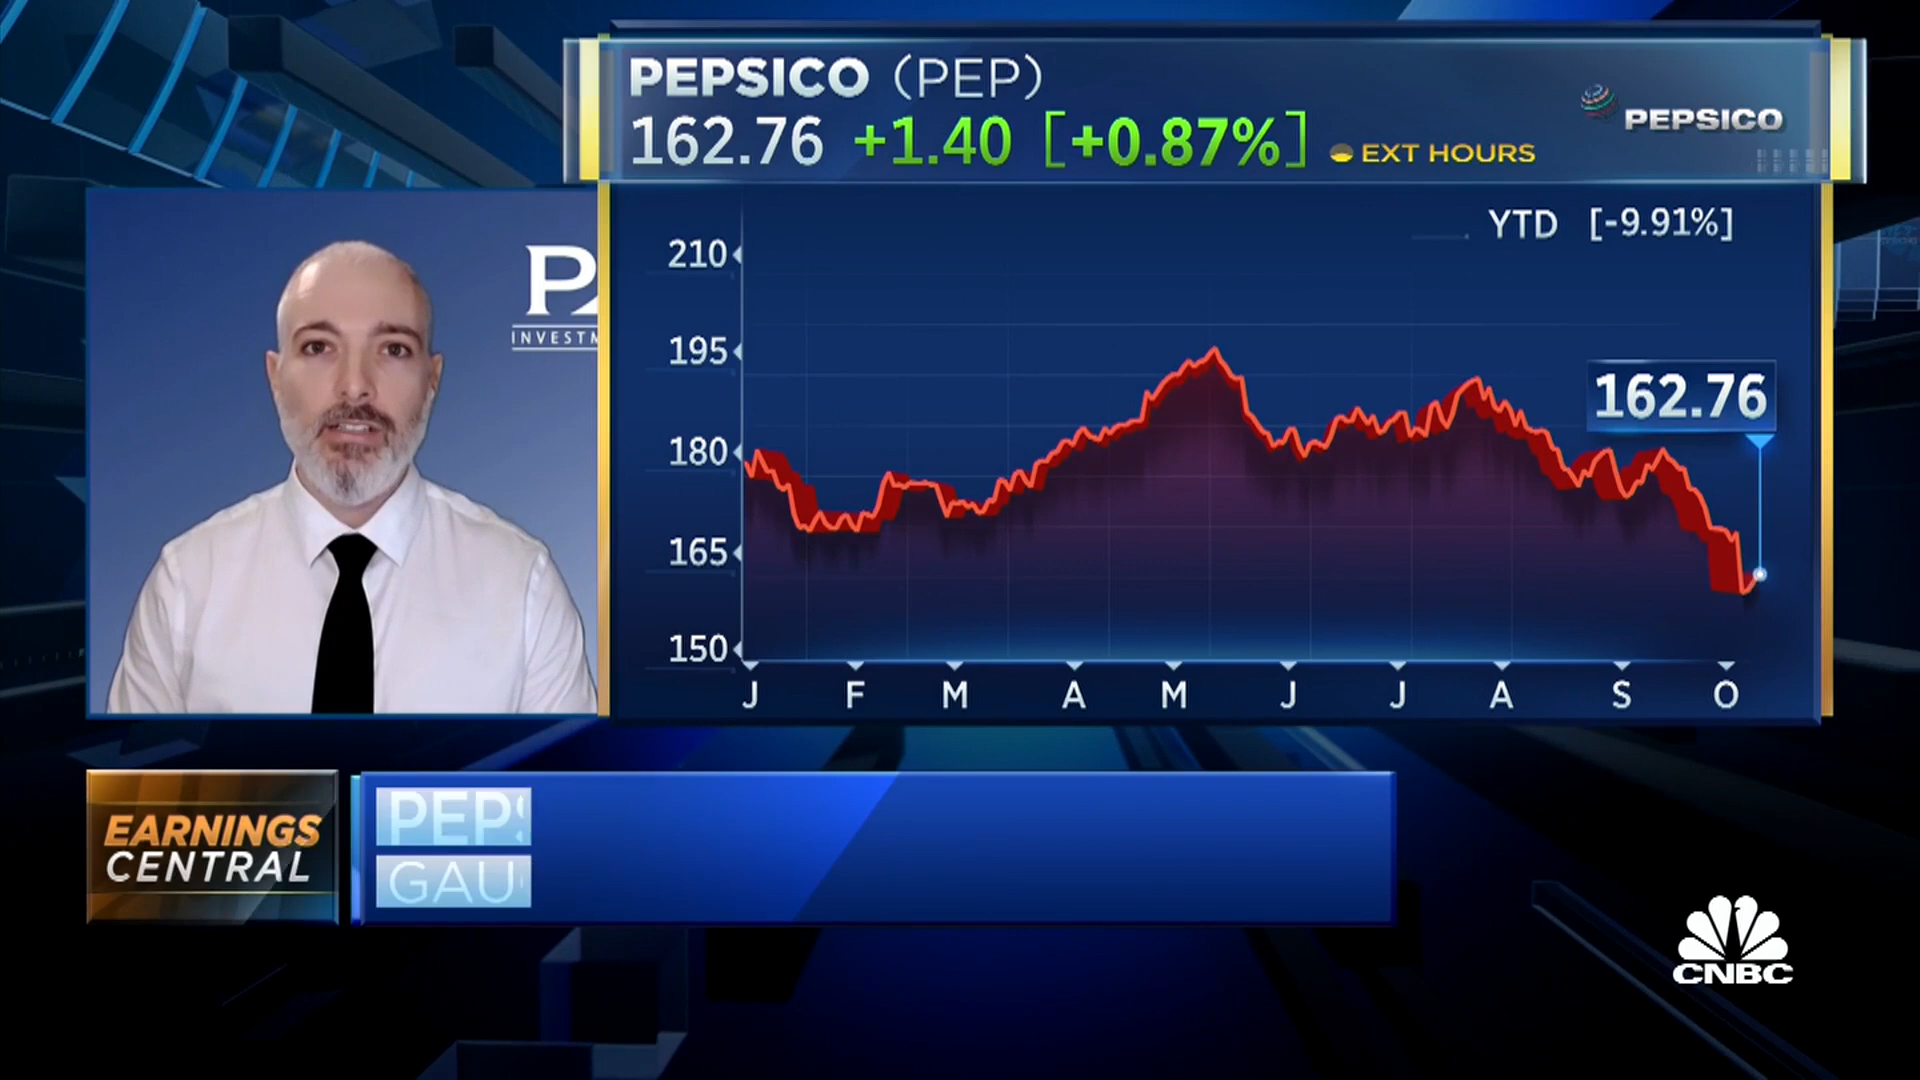 PEPSICO (PEP)
162.76 +1.40 [+0.87%] EXT HOURS
PEPSICO
YTD [-9.91%]
210
195
180
165
150
162.76
J F M A M J J A S O
EARNINGS
CENTRAL
CNBC